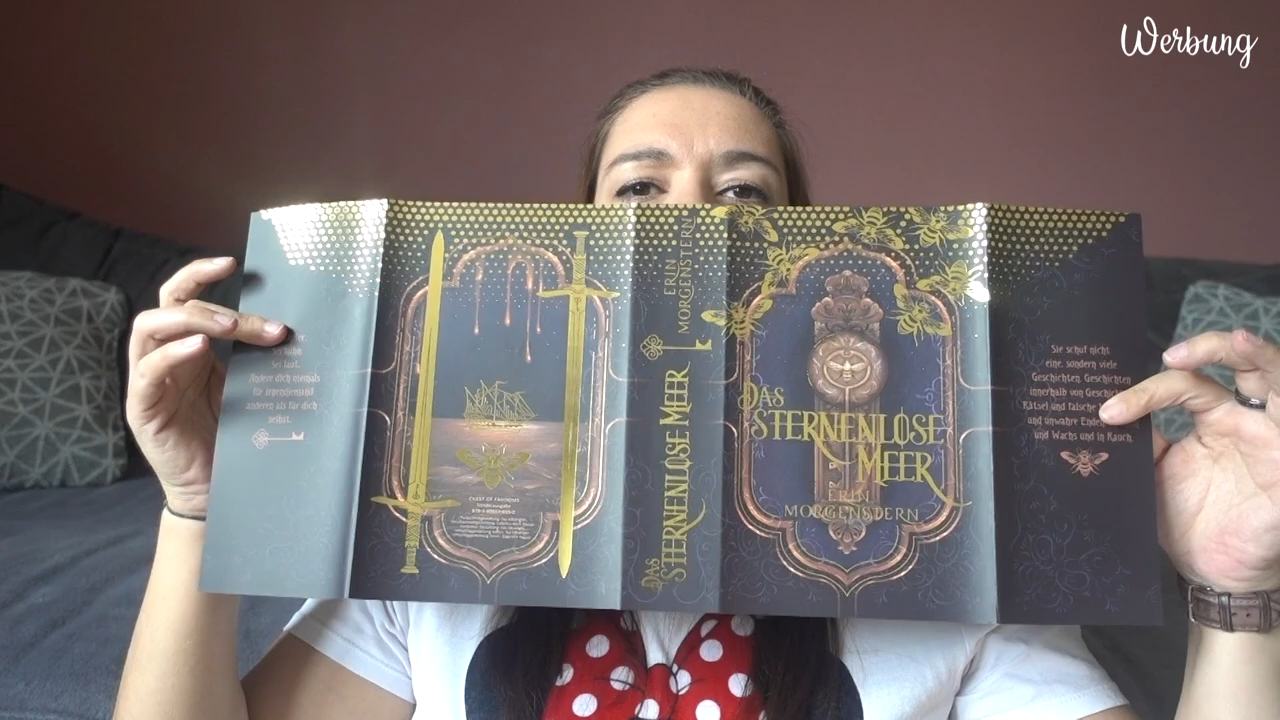 Werbung
Sei laut.
Ändere dich niemals
für irgendjemand
anderen als für dich
selbst.
CHEST OF FANDOMS
Sonderausgabe
DAS
STERNENLOSE MEER
ERIN
MORGENSTERN
DAS
STERNENLOSE
MEER
ERIN
MORGENSTERN
Sie schuf nicht
eine, sondern viele
Geschichten. Geschichten
innerhalb von
Rätsel und falsche
und unwahre Enden
und Wachs und in Rauch.